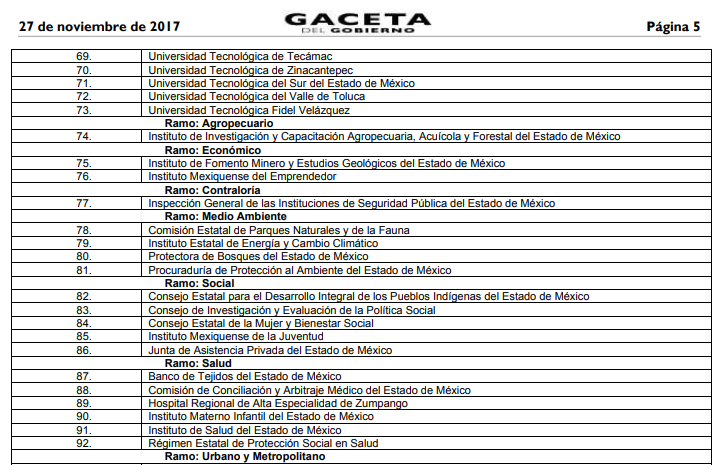 27 de noviembre de 2017
GACETA
DEL GOBIERNO
Página 5
69. Universidad Tecnológica de Tecámac
70. Universidad Tecnológica de Zinacantepec
71. Universidad Tecnológica del Sur del Estado de México
72. Universidad Tecnológica del Valle de Toluca
73. Universidad Tecnológica Fidel Velázquez
Ramo: Agropecuario
74. Instituto de Investigación y Capacitación Agropecuaria, Acuícola y Forestal del Estado de México
Ramo: Económico
75. Instituto de Fomento Minero y Estudios Geológicos del Estado de México
76. Instituto Mexiquense del Emprendedor
Ramo: Contraloría
77. Inspección General de las Instituciones de Seguridad Pública del Estado de México
Ramo: Medio Ambiente
78. Comisión Estatal de Parques Naturales y de la Fauna
79. Instituto Estatal de Energía y Cambio Climático
80. Protectora de Bosques del Estado de México
81. Procuraduría de Protección al Ambiente del Estado de México
Ramo: Social
82. Consejo Estatal para el Desarrollo Integral de los Pueblos Indígenas del Estado de México
83. Consejo de Investigación y Evaluación de la Política Social
84. Consejo Estatal de la Mujer y Bienestar Social
85. Instituto Mexiquense de la Juventud
86. Junta de Asistencia Privada del Estado de México
Ramo: Salud
87. Banco de Tejidos del Estado de México
88. Comisión de Conciliación y Arbitraje Médico del Estado de México
89. Hospital Regional de Alta Especialidad de Zumpango
90. Instituto Materno Infantil del Estado de México
91. Instituto de Salud del Estado de México
92. Régimen Estatal de Protección Social en Salud
Ramo: Urbano y Metropolitano